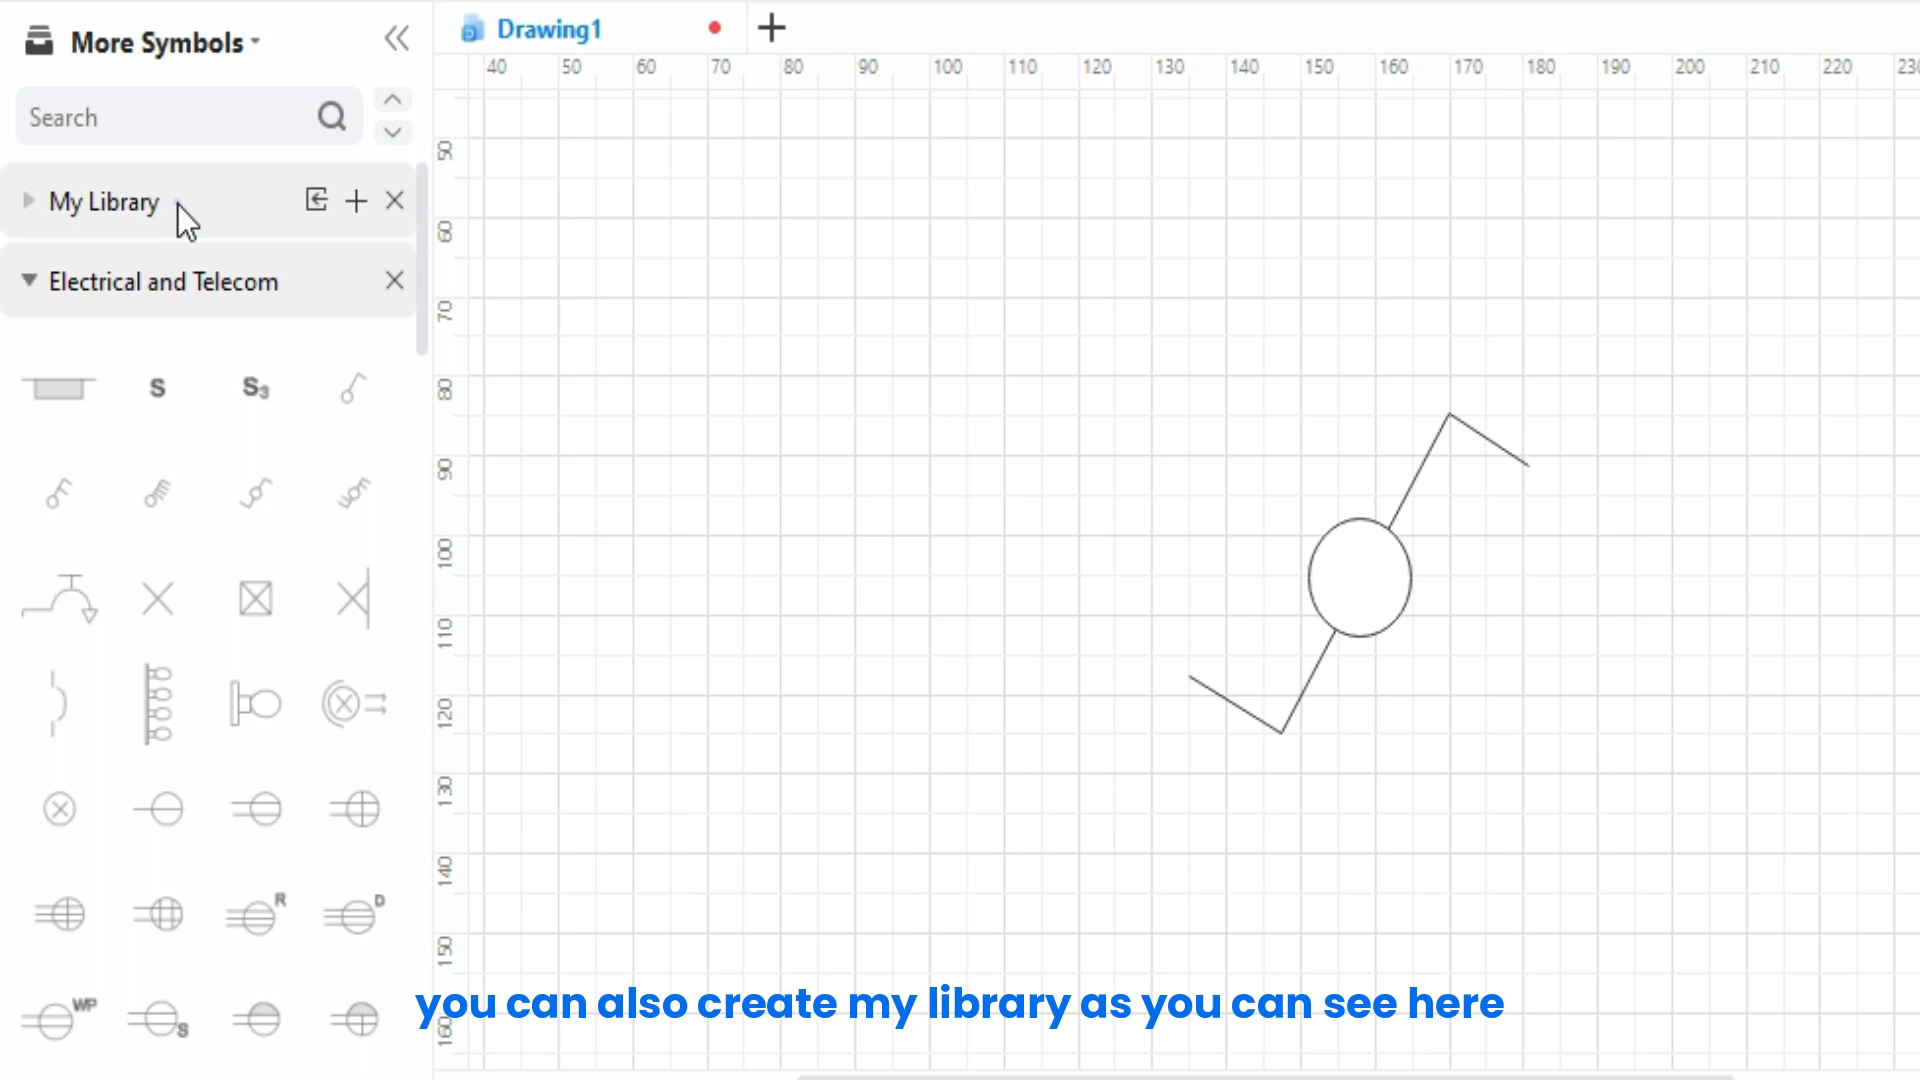 More Symbols
Drawing1
40 50 60 70 80 90 100 110 120 130 140 150 160 170 180 190 200 210 220 230
Search
My Library
Electrical and Telecom
50
60
70
80
90
100
110
120
130
140
150
160
S S3
R D
WP S
you can also create my library as you can see here